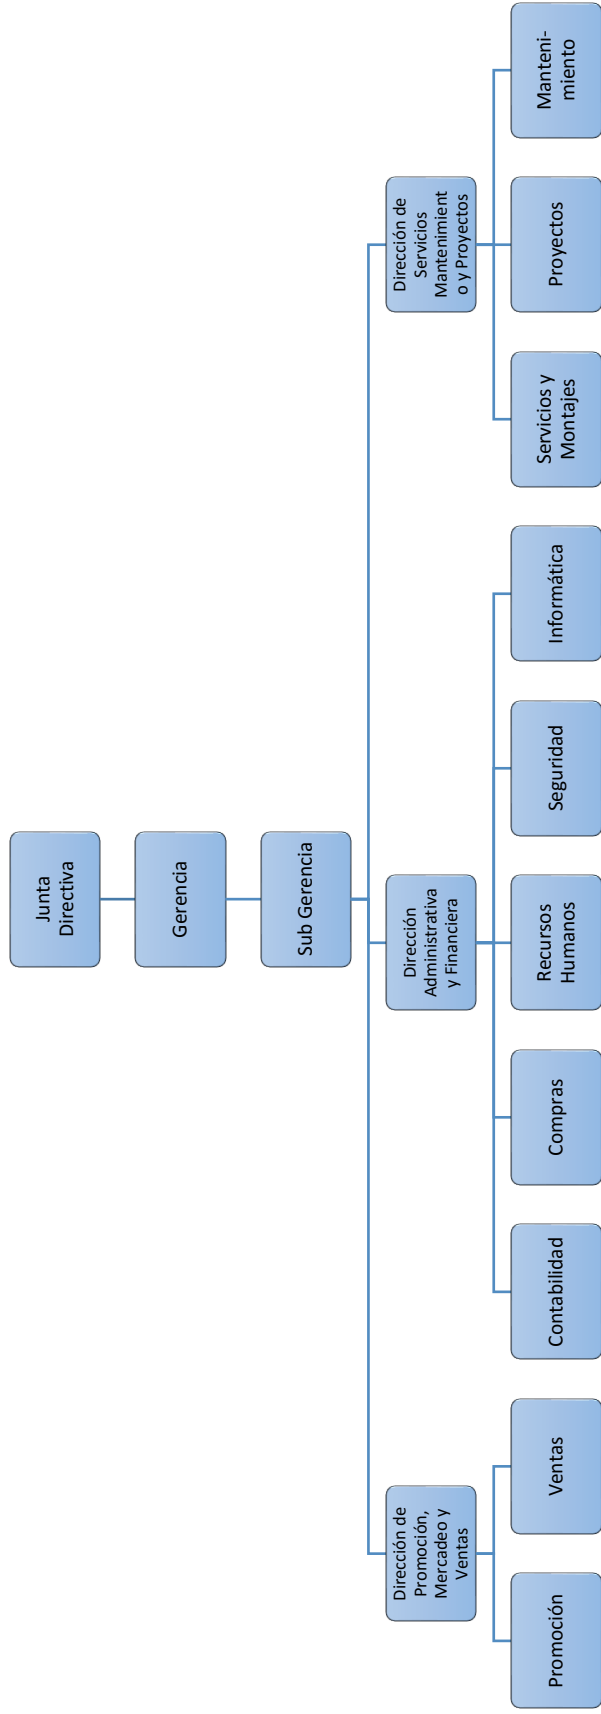 Junta
Directiva
Gerencia
Sub Gerencia
Dirección de
Promoción,
Mercadeo y
Ventas
Dirección
Administrativa
y Financiera
Dirección de
Servicios
Mantenimient
o y Proyectos
Promoción
Ventas
Contabilidad
Compras
Recursos
Humanos
Seguridad
Informática
Servicios y
Montajes
Proyectos
Manteni-
miento